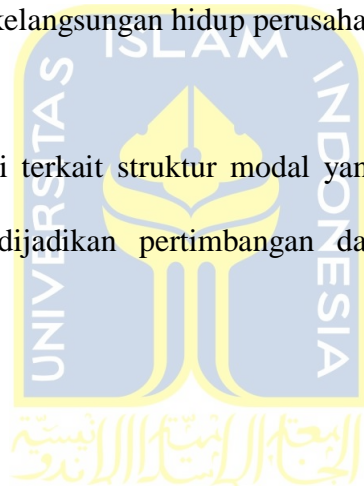 kelangsungan hidup perusaha
ISLAM
UNIVERSITAS
INDONESIA
i terkait struktur modal yan
dijadikan pertimbangan da